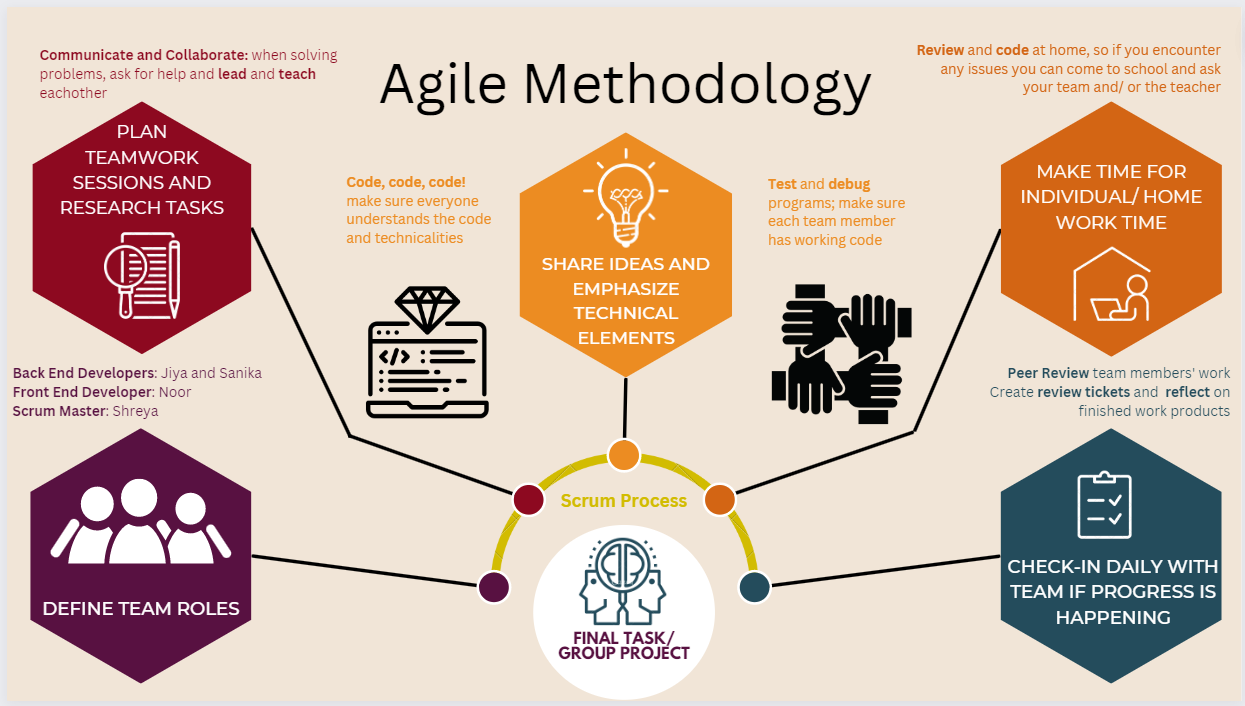 Agile Methodology
Communicate and Collaborate: when solving
problems, ask for help and lead and teach
eachother
PLAN
TEAMWORK
SESSIONS AND
RESEARCH TASKS
Back End Developers: Jiya and Sanika
Front End Developer: Noor
Scrum Master: Shreya
DEFINE TEAM ROLES
Code, code, code!
make sure everyone
understands the code
and technicalities
</>
SHARE IDEAS AND
EMPHASIZE
TECHNICAL
ELEMENTS
Test and debug
programs; make sure
each team member
has working code
Review and code at home, so if you encounter
any issues you can come to school and ask
your team and/ or the teacher
MAKE TIME FOR
INDIVIDUAL/ HOME
WORK TIME
Peer Review team members' work
Create review tickets and reflect on
finished work products
CHECK-IN DAILY WITH
TEAM IF PROGRESS IS
HAPPENING
Scrum Process
FINAL TASK/
GROUP PROJECT